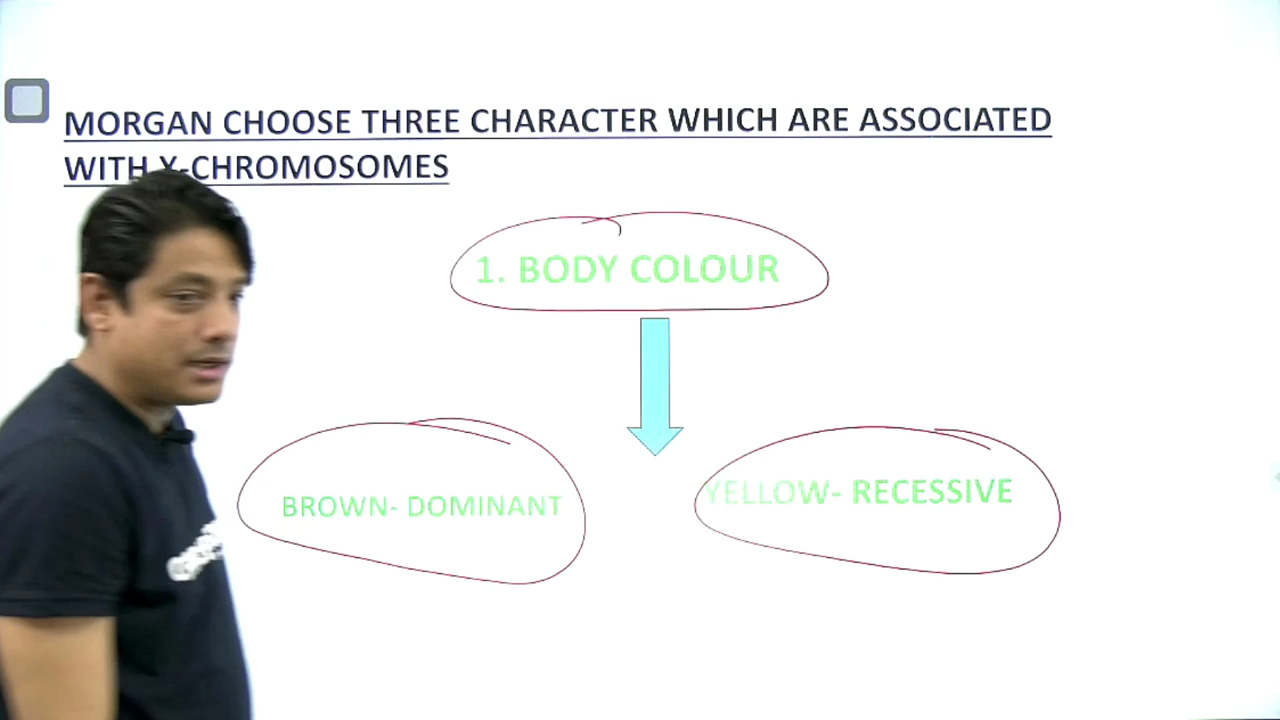 MORGAN CHOOSE THREE CHARACTER WHICH ARE ASSOCIATED
WITH X-CHROMOSOMES
1. BODY COLOUR
BROWN- DOMINANT
YELLOW- RECESSIVE